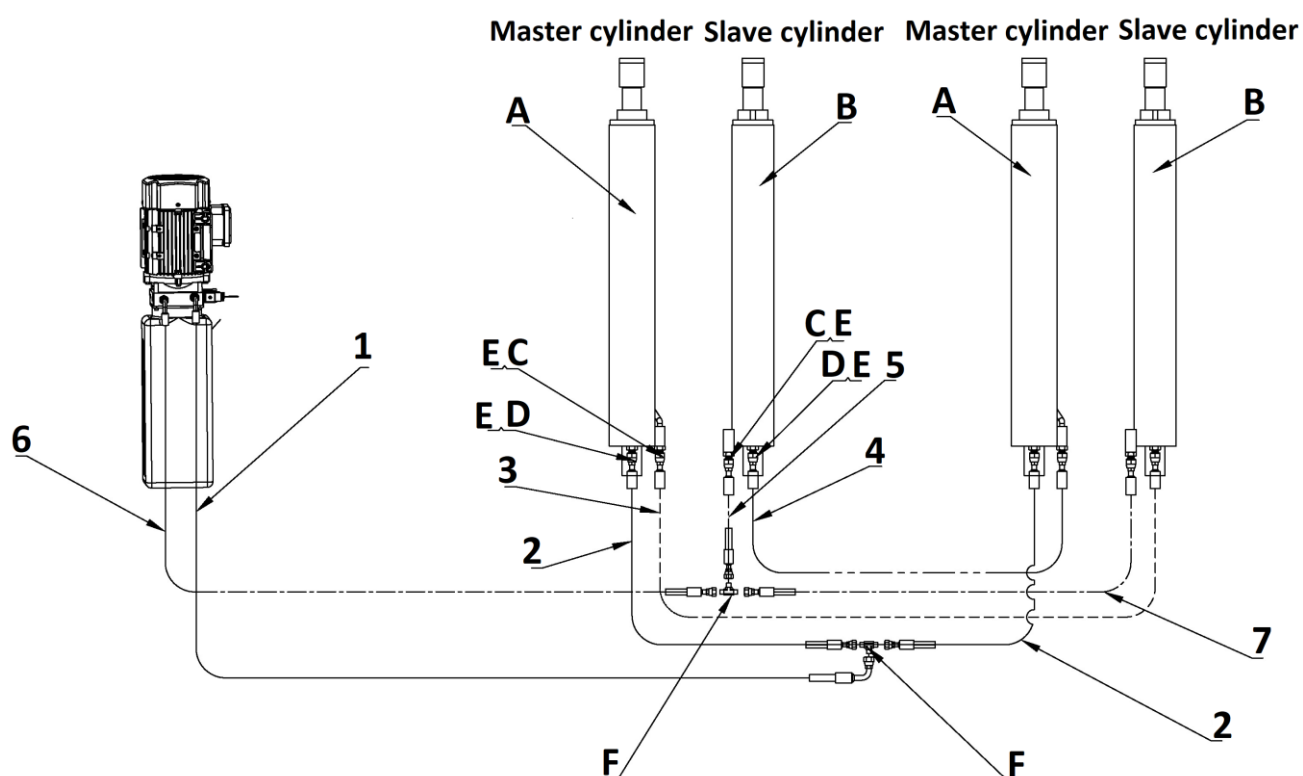 Master cylinder Slave cylinder Master cylinder Slave cylinder
A B A B
1
C E
E C
D E 5
E D
6
4
3
2
7
2
F
F